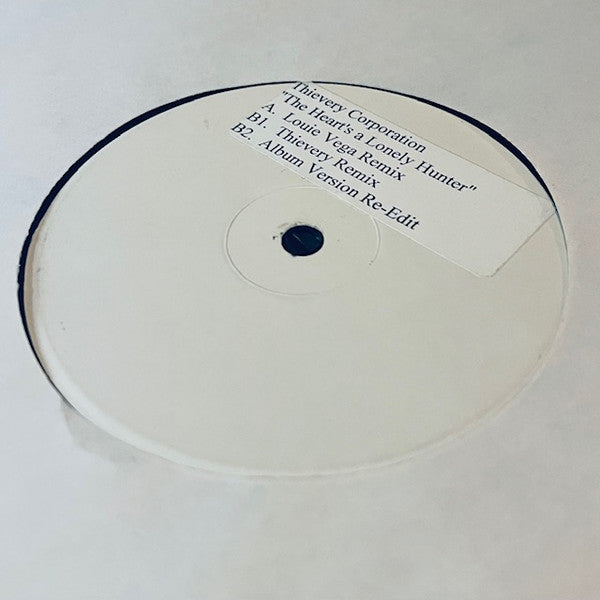 Thievery Corporation
"The Heart's a Lonely Hunter"
A. Louie Vega Remix
B1. Thievery Remix
B2. Album Version Re-Edit